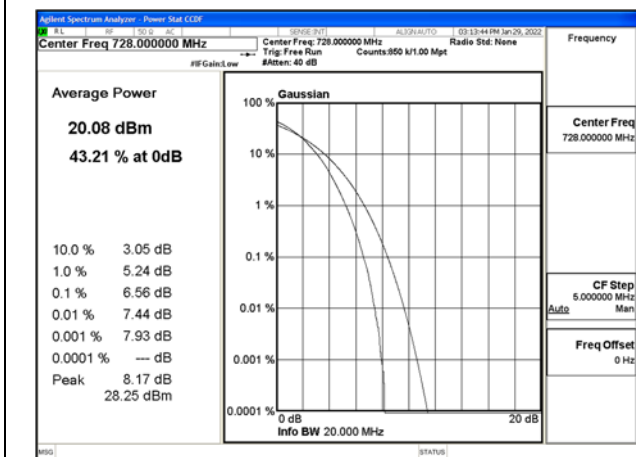 Agilent Spectrum Analyzer - Power Stat CCDF
RL RF 50 Ω AC SENSE:INT ALIGN AUTO 03:13:44 PM Jan 29, 2022
Center Freq 728.000000 MHz
Center Freq: 728.000000 MHz Radio Std: None
Trig: Free Run Counts:850 k/1.00 Mpt
#IFGain:Low #Atten: 40 dB
Frequency
Average Power
20.08 dBm
43.21 % at 0dB
10.0 % 3.05 dB
1.0 % 5.24 dB
0.1 % 6.56 dB
0.01 % 7.44 dB
0.001 % 7.93 dB
0.0001 % --- dB
Peak 8.17 dB
28.25 dBm
Gaussian
100 %
10 %
1 %
0.1 %
0.01 %
0.001 %
0.0001 %
0 dB 20 dB
Info BW 20.000 MHz
Center Freq
728.000000 MHz
CF Step
5.000000 MHz
Auto Man
Freq Offset
0 Hz
MSG STATUS